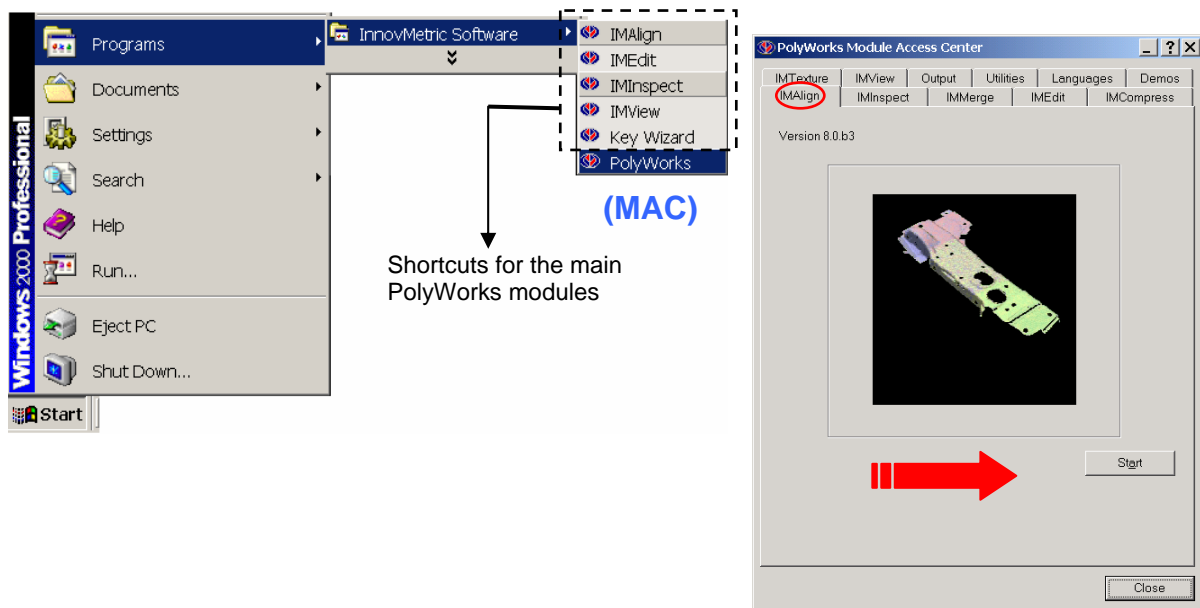 Windows 2000 Professional
Programs
Documents
Settings
Search
Help
Run...
Eject PC
Shut Down...
Start
InnovMetric Software
IMAlign
IMEdit
IMInspect
IMView
Key Wizard
PolyWorks
(MAC)
Shortcuts for the main
PolyWorks modules
PolyWorks Module Access Center
IMTexture IMView Output Utilities Languages Demos
IMAlign IMInspect IMMerge IMEdit IMCompress
Version 8.0.b3
Start
Close